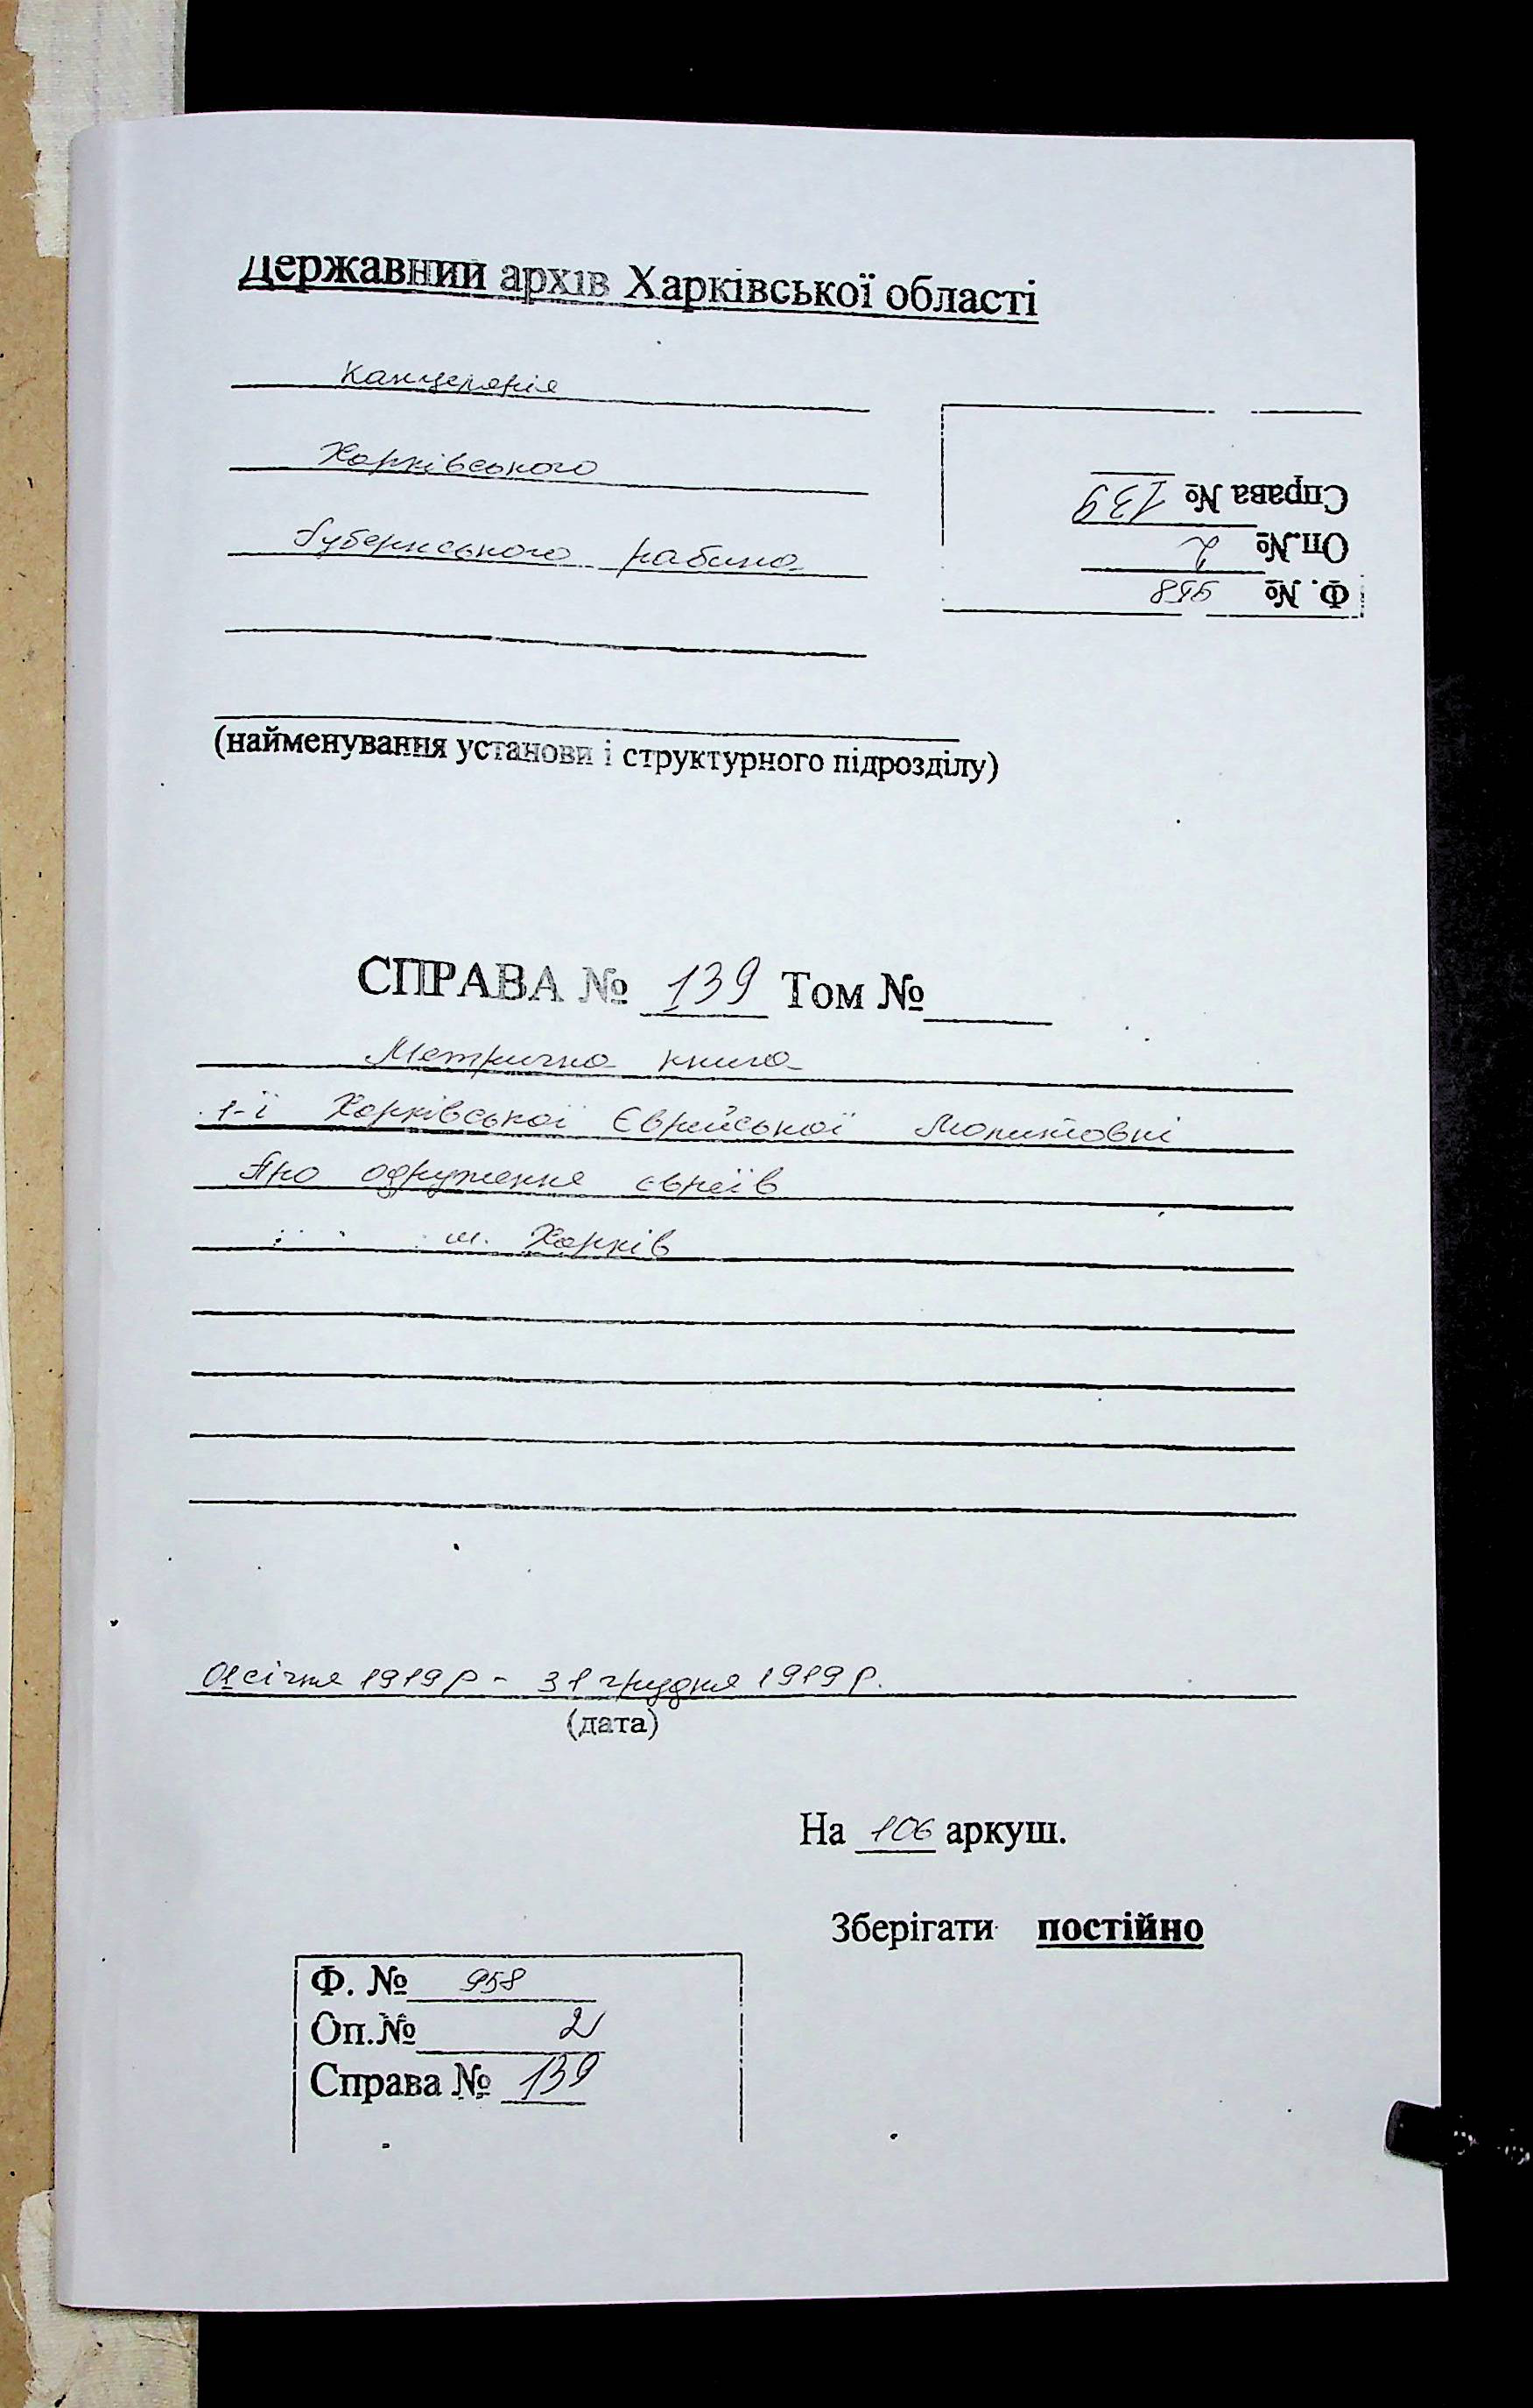 Державний архів Харківської області
Канцелярія
Харківського
Губернського рабина
Справа № 139
Оп.№ 2
Ф. № 958
(найменування установи і структурного підрозділу)
СПРАВА № 139 Том №
Метрична книга
1-ї Харківської Єврейської Молитовні
Про одруження євреїв
м. Харків
01 січня 1919 р - 31 грудня 1919 р.
(дата)
На 106 аркуш.
Зберігати постійно
Ф. № 958
Оп.№ 2
Справа № 139